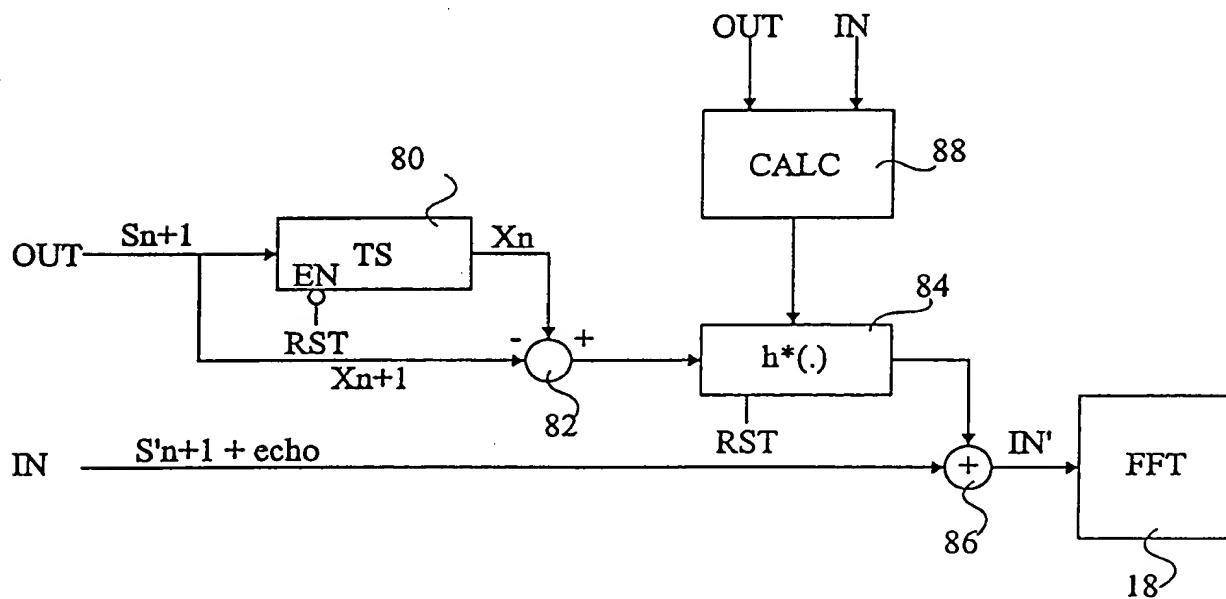 OUT IN
CALC
88
80
OUT
Sn+1
TS
EN
RST
Xn
-
+
Xn+1
82
h*(.)
84
RST
IN
S'n+1 + echo
+
86
IN'
FFT
18